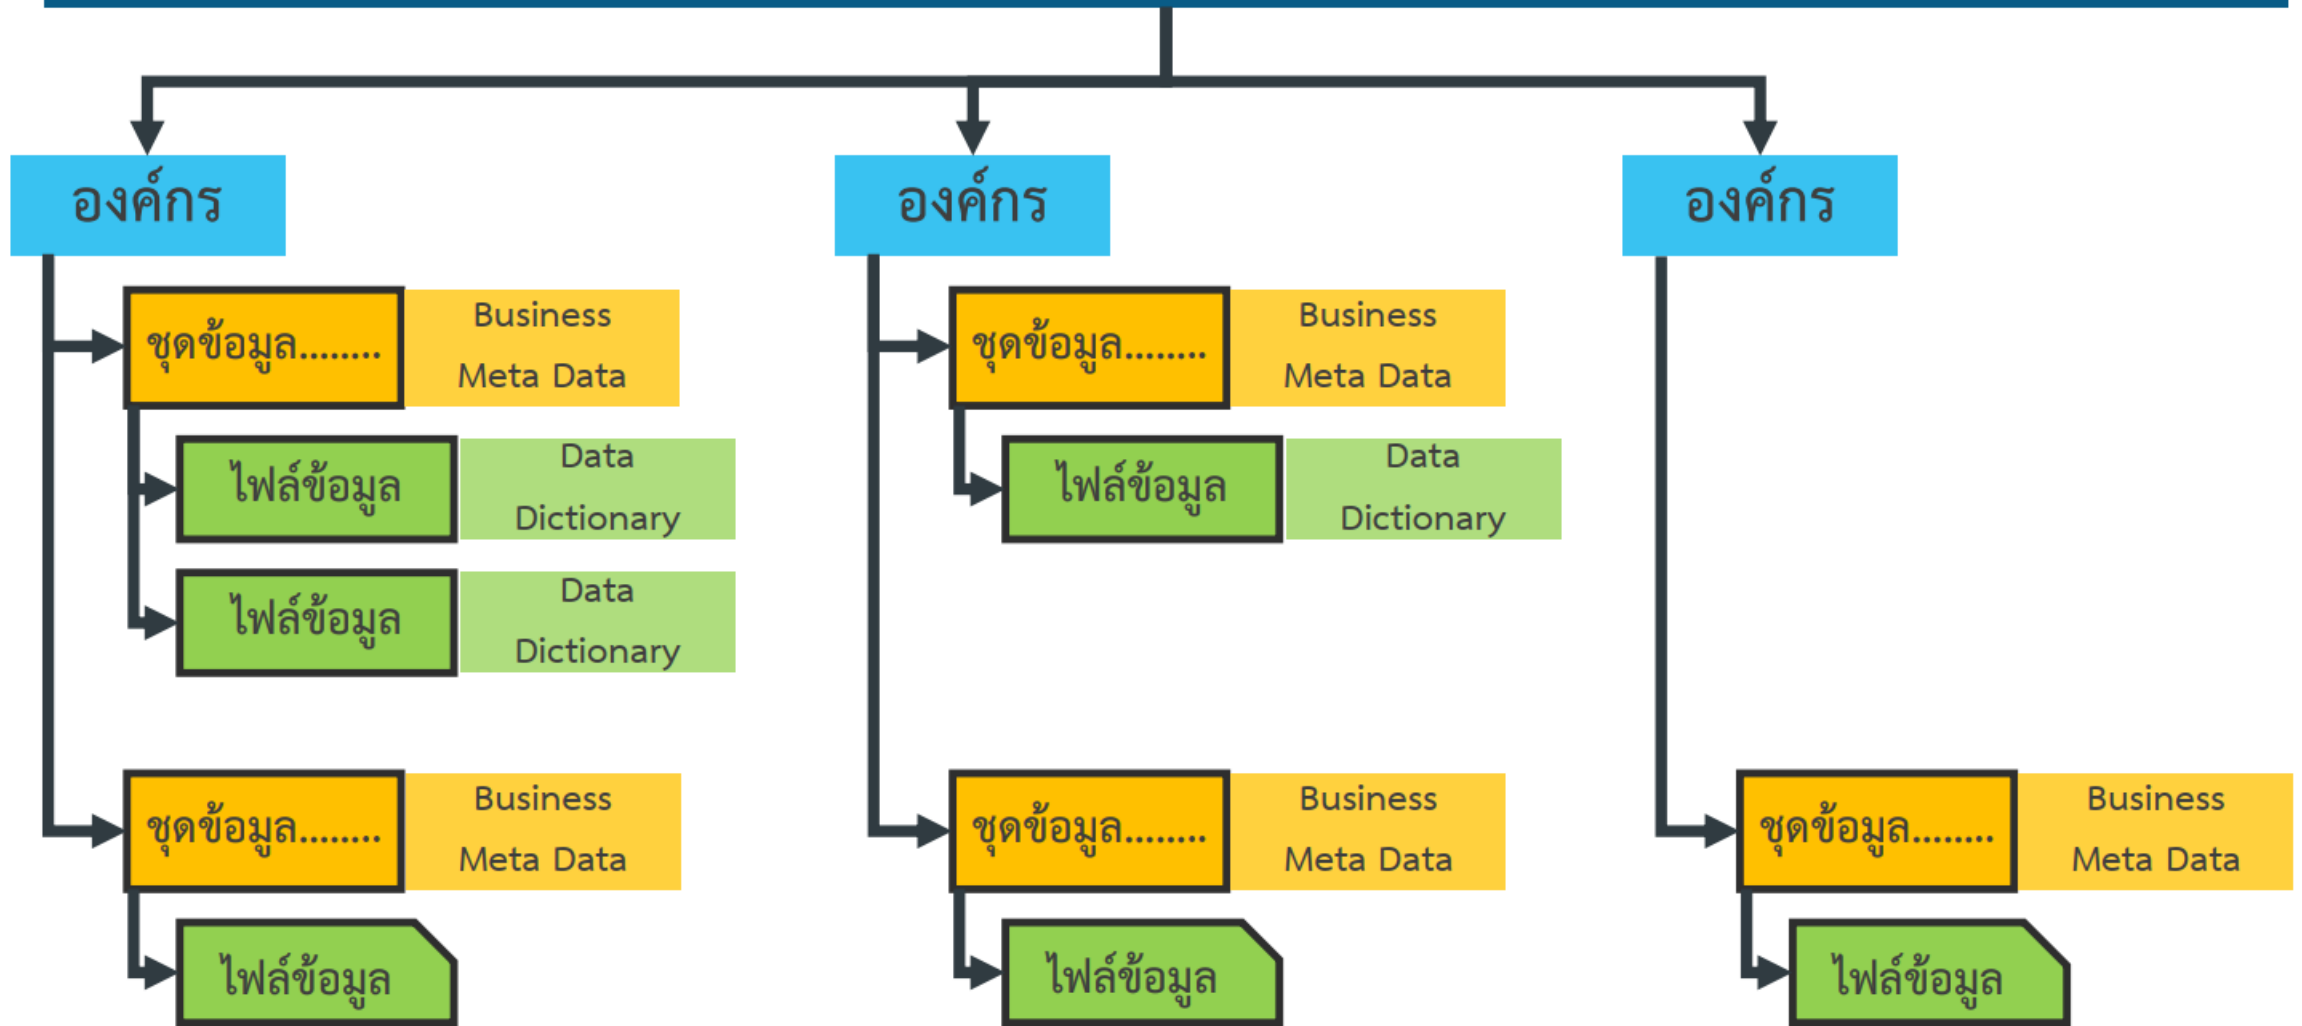 องค์กร
องค์กร
องค์กร
ชุดข้อมูล........
Business
Meta Data
ชุดข้อมูล........
Business
Meta Data
ไฟล์ข้อมูล
Data
Dictionary
ไฟล์ข้อมูล
Data
Dictionary
ไฟล์ข้อมูล
Data
Dictionary
ชุดข้อมูล........
Business
Meta Data
ชุดข้อมูล........
Business
Meta Data
ชุดข้อมูล........
Business
Meta Data
ไฟล์ข้อมูล
ไฟล์ข้อมูล
ไฟล์ข้อมูล